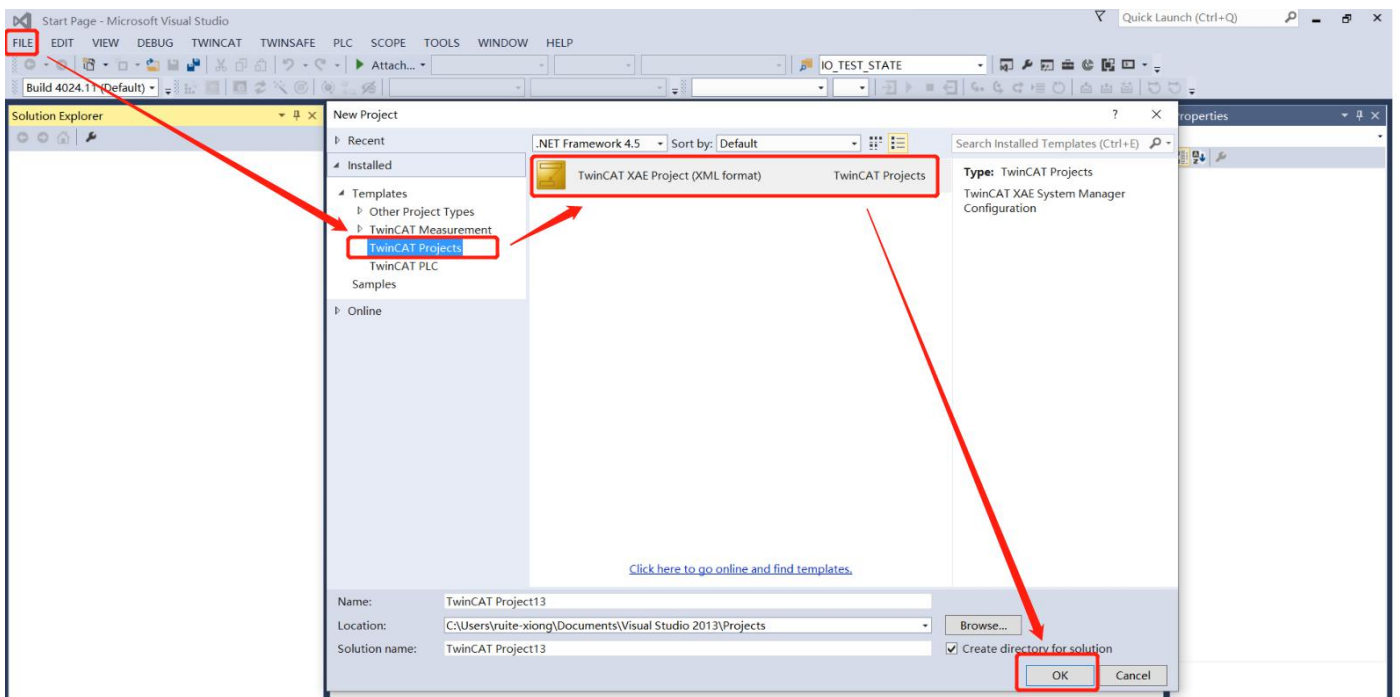 Start Page - Microsoft Visual Studio
Quick Launch (Ctrl+Q)
FILE EDIT VIEW DEBUG TWINCAT TWINSAFE PLC SCOPE TOOLS WINDOW HELP
Attach...
IO_TEST_STATE
Build 4024.11 (Default)
Solution Explorer
New Project
?
Properties
Recent
.NET Framework 4.5
Sort by: Default
Search Installed Templates (Ctrl+E)
Installed
TwinCAT XAE Project (XML format)
TwinCAT Projects
Type: TwinCAT Projects
TwinCAT XAE System Manager
Configuration
Templates
Other Project Types
TwinCAT Measurement
TwinCAT Projects
TwinCAT PLC
Samples
Online
Click here to go online and find templates.
Name: TwinCAT Project13
Location: C:\Users\ruite-xiong\Documents\Visual Studio 2013\Projects
Browse...
Solution name: TwinCAT Project13
Create directory for solution
OK
Cancel